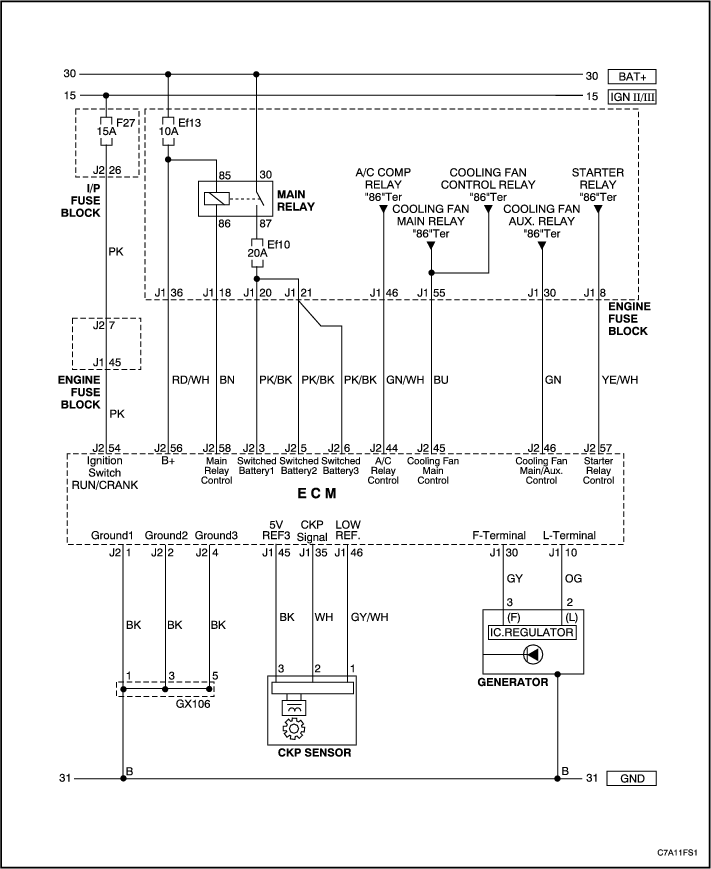 30 30 BAT+
15 15 IGN II/III
F27
15A
Ef13
10A
J2 26
I/P
FUSE
BLOCK
85 30
MAIN
RELAY
86 87
Ef10
20A
A/C COMP
RELAY
"86"Ter
COOLING FAN
MAIN RELAY
"86"Ter
COOLING FAN
CONTROL RELAY
"86"Ter
COOLING FAN
AUX. RELAY
"86"Ter
STARTER
RELAY
"86"Ter
PK
J1 36 J1 18 J1 20 J1 21 J1 46 J1 55 J1 30 J1 8
ENGINE
FUSE
BLOCK
J2 7
J1 45
ENGINE
FUSE
BLOCK
RD/WH BN PK/BK PK/BK PK/BK GN/WH BU GN YE/WH
PK
J2 54 J2 56 J2 58 J2 3 J2 5 J2 6 J2 44 J2 45 J2 46 J2 57
Ignition
Switch
RUN/CRANK
B+
Main
Relay
Control
Switched
Battery1
Switched
Battery2
Switched
Battery3
A/C
Relay
Control
Cooling Fan
Main
Control
Cooling Fan
Main/Aux.
Control
Starter
Relay
Control
ECM
Ground1 Ground2 Ground3
5V
REF3
CKP
Signal
LOW
REF.
F-Terminal L-Terminal
J2 1 J2 2 J2 4 J1 45 J1 35 J1 46 J1 30 J1 10
GY OG
BK BK BK BK WH GY/WH
3 2
(F) (L)
IC.REGULATOR
GENERATOR
1 3 5
GX106
3 2 1
CKP SENSOR
31 B B 31 GND
C7A11FS1